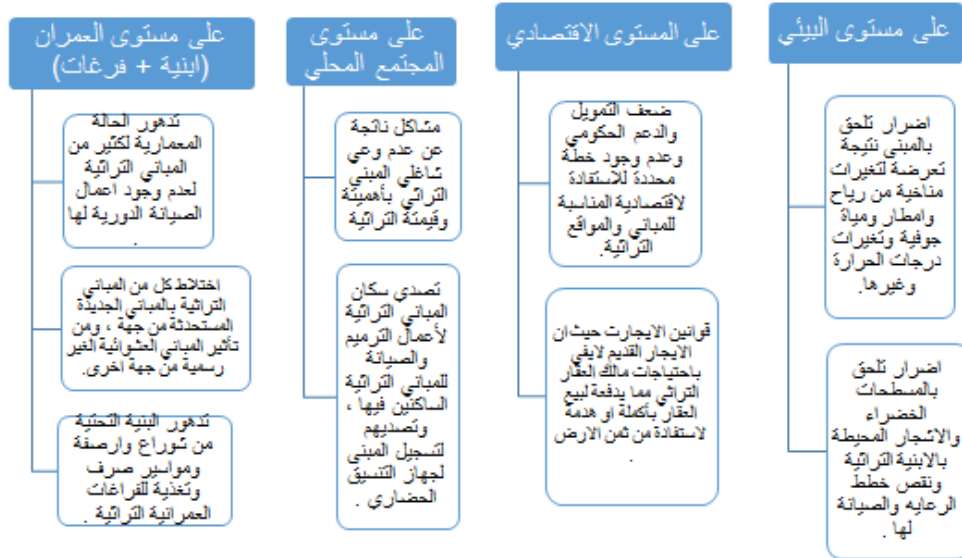 على مستوى البيئي
اضرار تلحق
بالمبنى نتيجة
تعرضة لتغيرات
مناخية من رياح
وامطار ومياة
جوفية وتغيرات
درجات الحرارة
وغيرها.
اضرار تلحق
بالمسطحات
الخضراء
والاشجار المحيطة
بالابنية التراثية
ونقص خطط
الرعايه والصيانة
لها .
على المستوى الاقتصادي
ضعف التمويل
والدعم الحكومي
وعدم وجود خطة
محددة للاستفادة
لاقتصادية المناسبة
للمباني والمواقع
التراثية.
قوانين الايجارت حيث ان
الايجار القديم لايفي
باحتياجات مالك العقار
التراثي مما يدفعة لبيع
العقار بأكملة او هدمة
لاستفادة من ثمن الارض
.
على مستوى
المجتمع المحلي
مشاكل ناتجة
عن عدم وعي
شاغلي المبنى
التراثي بأهميتة
وقيمتة التراثية
تصدي سكان
المباني التراثية
لأعمال الترميم
والصيانة
للمباني التراثية
الساكنين فيها ،
وتصديهم
لتسجيل المبنى
لجهاز التنسيق
الحضاري .
على مستوى العمران
(ابنية + فرغات)
تدهور الحالة
المعمارية لكثير من
المباني التراثية
لعدم وجود اعمال
الصيانة الدورية لها
.
اختلاط كل من المباني
التراثية بالمباني الجديدة
المستحدثة من جهة ، ومن
تأثير المباني العشوائية الغير
رسمية من جهة اخرى.
تدهور البنية التحتية
من شوراع وارصفة
ومواسير صرف
وتغذية للفراغات
العمرانية التراثية .